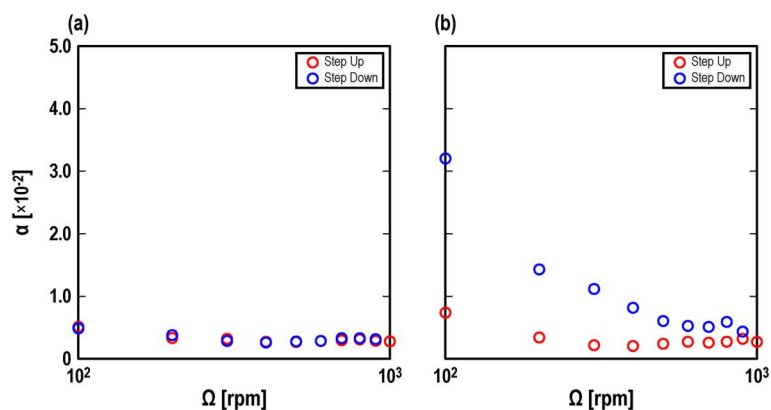 (a)
(b)
5.0
4.0
3.0
2.0
1.0
0
α [×10⁻²]
Step Up
Step Down
Step Up
Step Down
10²
10³
10²
10³
Ω [rpm]
Ω [rpm]